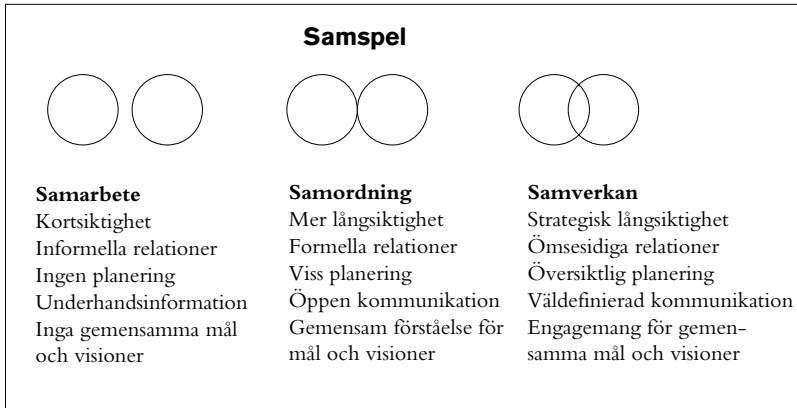 Samspel
Samarbete
Kortsiktighet
Informella relationer
Ingen planering
Underhandsinformation
Inga gemensamma mål
och visioner
Samordning
Mer långsiktighet
Formella relationer
Viss planering
Öppen kommunikation
Gemensam förståelse för
mål och visioner
Samverkan
Strategisk långsiktighet
Ömsesidiga relationer
Översiktlig planering
Väldefinierad kommunikation
Engagemang för gemen-
samma mål och visioner